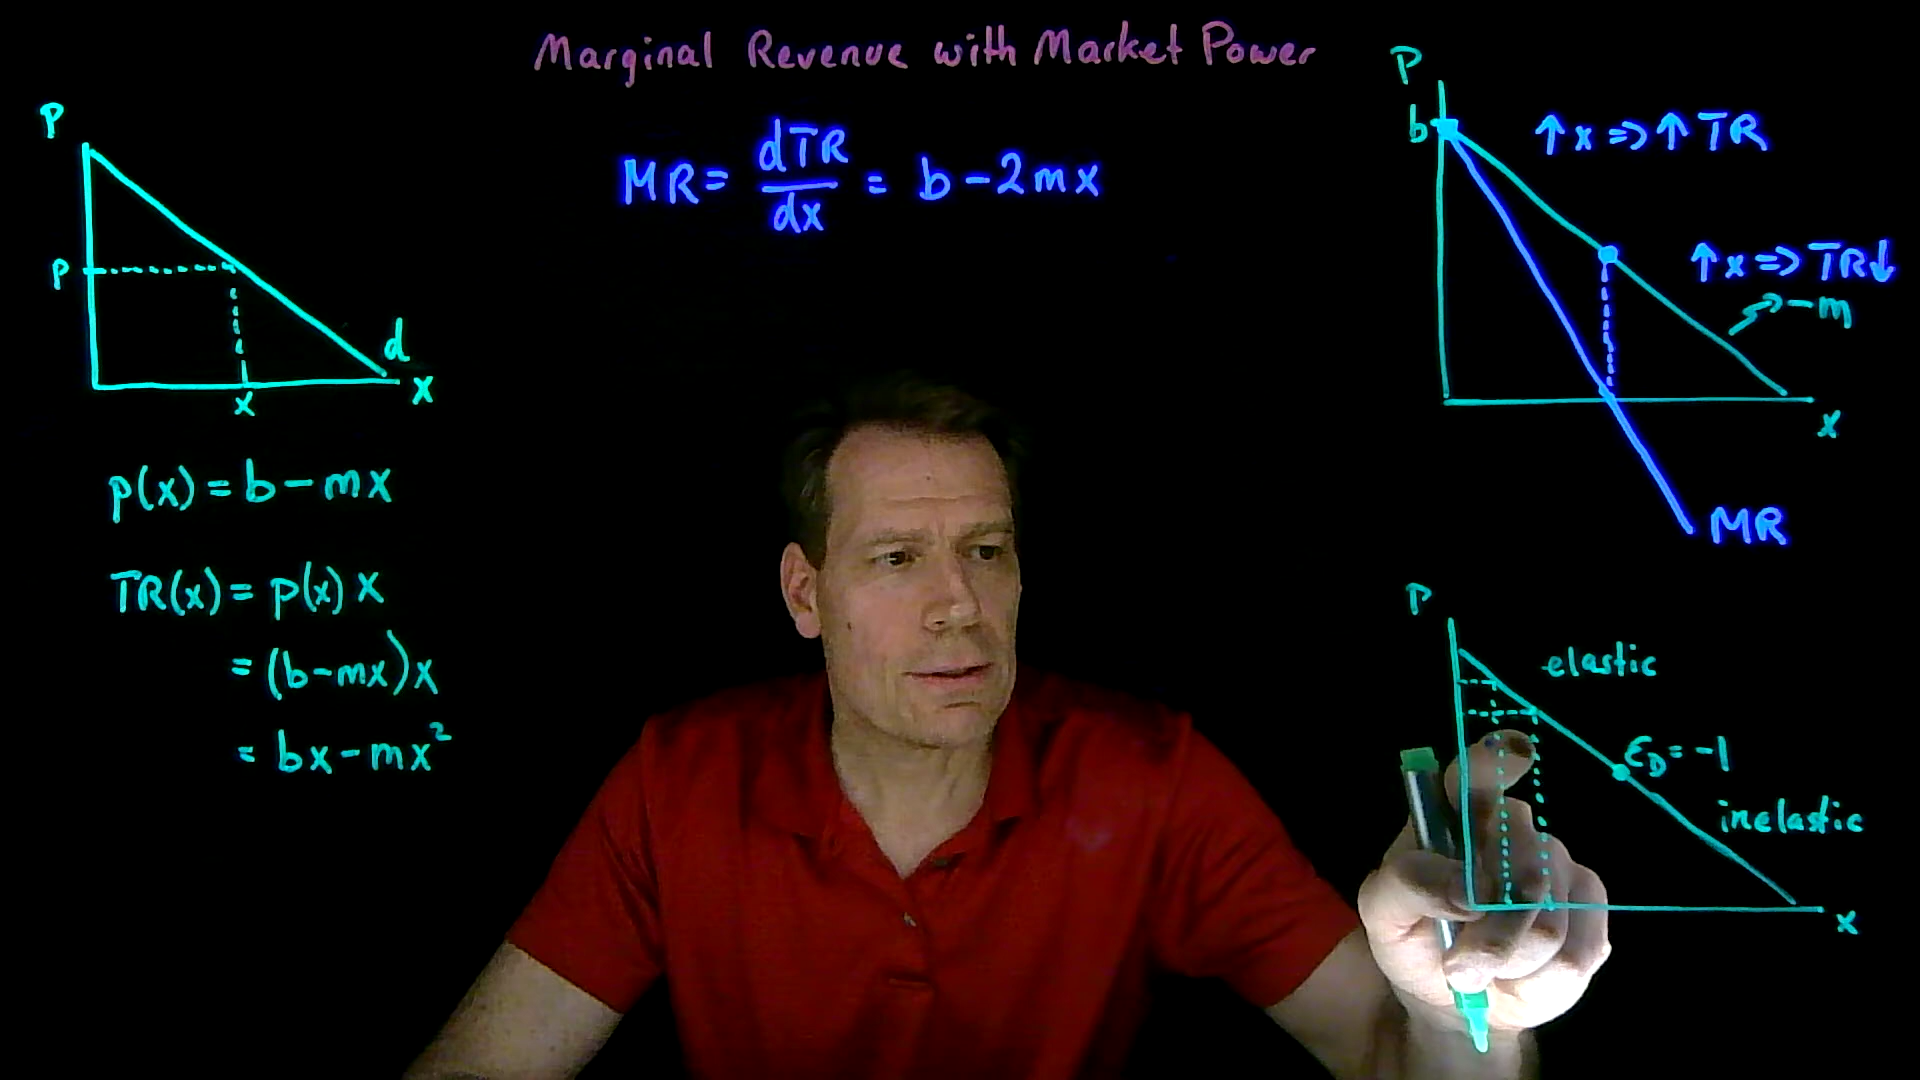 Marginal Revenue with Market Power
P
p
d
x
x
p(x) = b - mx
TR(x) = p(x) x
= (b-mx)x
= bx - mx²
MR = dTR/dx = b - 2mx
P
b
↑x ⇒ ↑TR
↑x ⇒ TR↓
-m
x
MR
P
elastic
ε_D = -1
inelastic
x